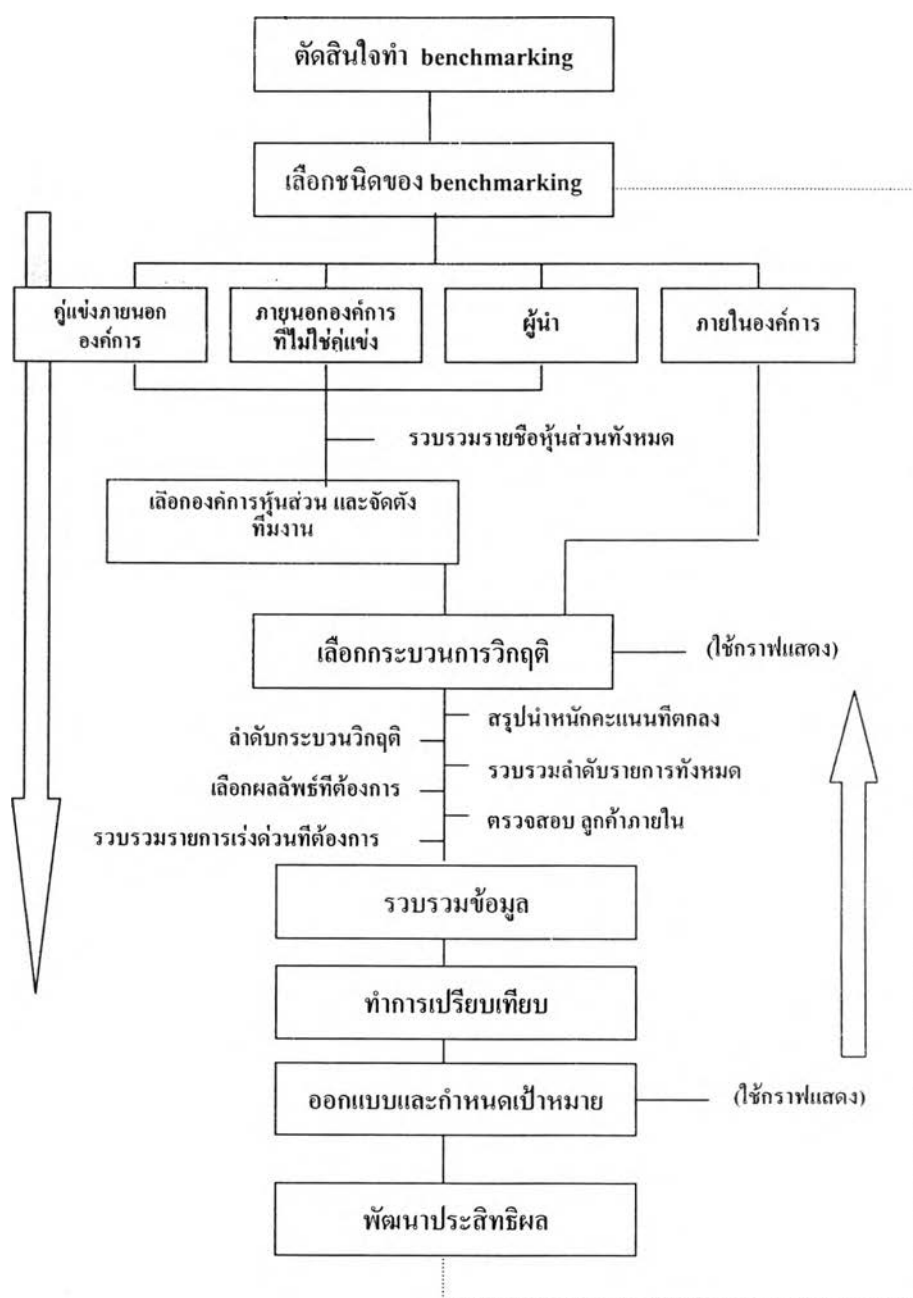 ตัดสินใจทำ benchmarking
เลือกชนิดของ benchmarking
คู่แข่งภายนอก
องค์การ
ภายนอกองค์การ
ที่ไม่ใช่คู่แข่ง
ผู้นำ
ภายในองค์การ
รวบรวมรายชื่อหุ้นส่วนทั้งหมด
เลือกองค์การหุ้นส่วน และจัดตั้ง
ทีมงาน
เลือกกระบวนการวิกฤติ
(ใช้กราฟแสดง)
สรุปน้ำหนักคะแนนที่ตกลง
ลำดับกระบวนวิกฤติ
รวบรวมลำดับรายการทั้งหมด
เลือกผลลัพธ์ที่ต้องการ
ตรวจสอบ ลูกค้าภายใน
รวบรวมรายการเร่งด่วนที่ต้องการ
รวบรวมข้อมูล
ทำการเปรียบเทียบ
ออกแบบและกำหนดเป้าหมาย
(ใช้กราฟแสดง)
พัฒนาประสิทธิผล